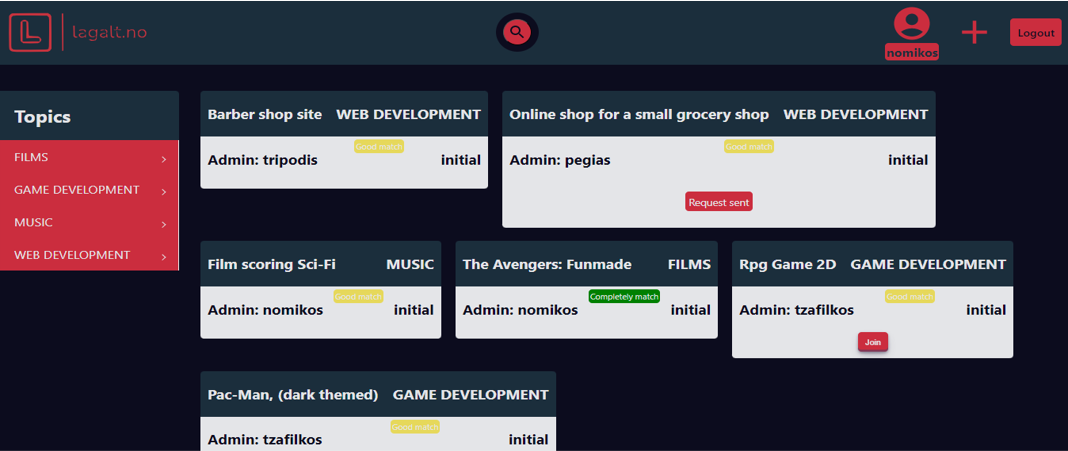 L lagalt.no
nomikos
Logout
Topics
FILMS
GAME DEVELOPMENT
MUSIC
WEB DEVELOPMENT
Barber shop site WEB DEVELOPMENT
Good match
Admin: tripodis initial
Online shop for a small grocery shop WEB DEVELOPMENT
Good match
Admin: pegias initial
Request sent
Film scoring Sci-Fi MUSIC
Good match
Admin: nomikos initial
The Avengers: Funmade FILMS
Completely match
Admin: nomikos initial
Rpg Game 2D GAME DEVELOPMENT
Good match
Admin: tzafilkos initial
Join
Pac-Man, (dark themed) GAME DEVELOPMENT
Good match
Admin: tzafilkos initial